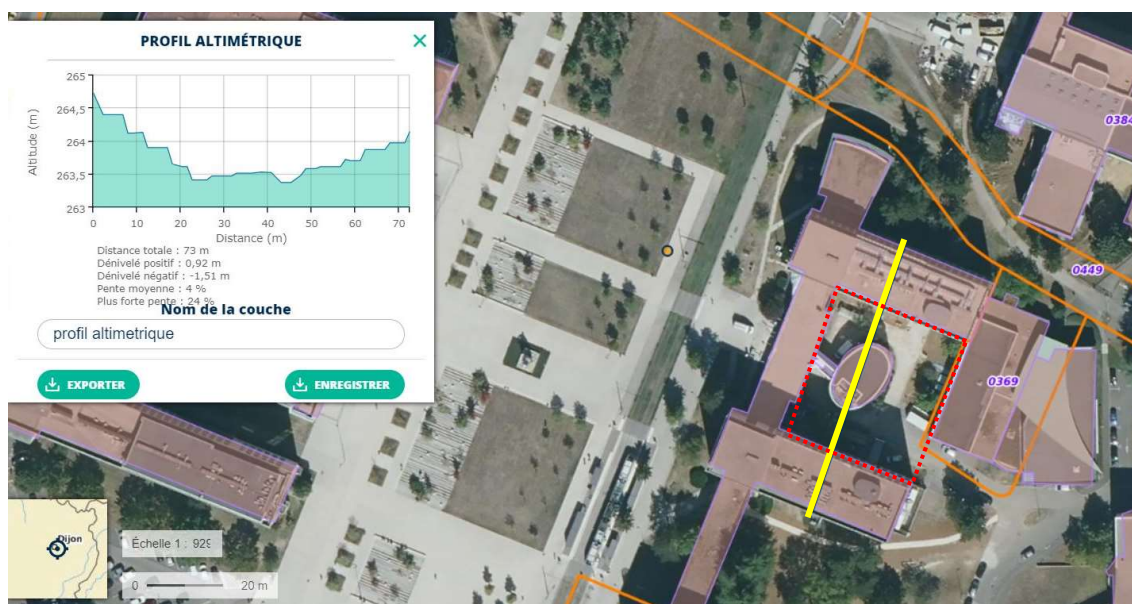 PROFIL ALTIMÉTRIQUE
265
264,5
264
263,5
263
Altitude (m)
0 10 20 30 40 50 60 70
Distance (m)
Distance totale : 73 m
Dénivelé positif : 0,92 m
Dénivelé négatif : -1,51 m
Pente moyenne : 4 %
Plus forte pente : 24 %
Nom de la couche
profil altimetrique
EXPORTER
ENREGISTRER
0384
0449
0369
Dijon
Échelle 1 : 929
0 20 m